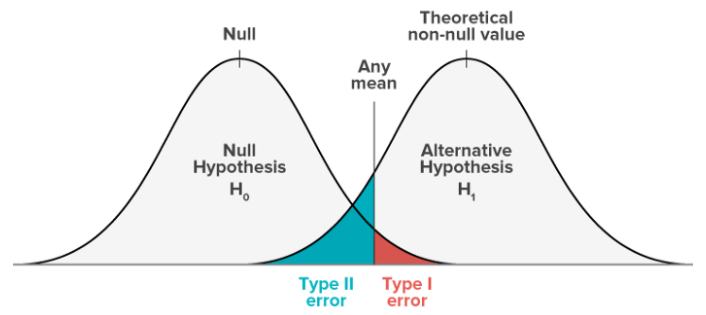 Null
Theoretical
non-null value
Any
mean
Null
Hypothesis
H₀
Alternative
Hypothesis
H₁
Type II
error
Type I
error